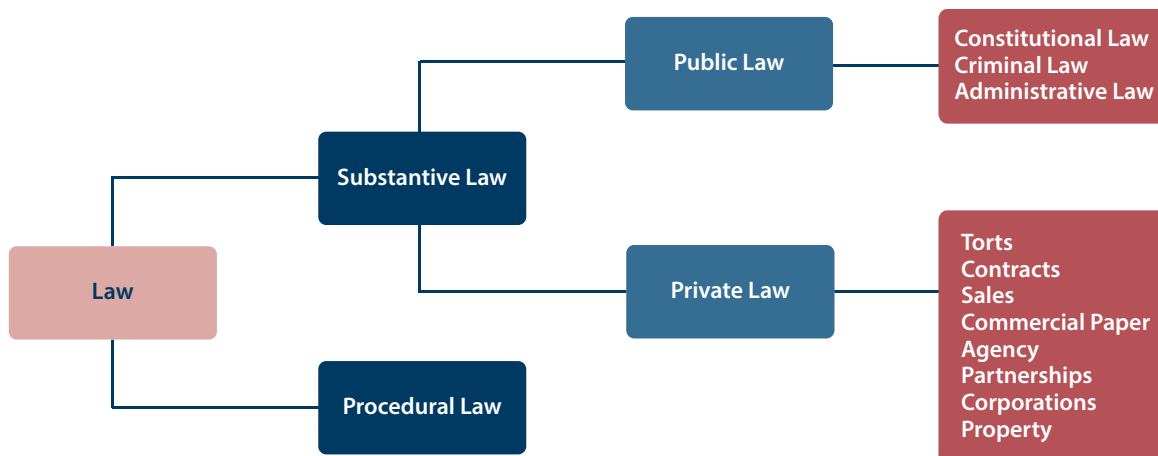 Law
Substantive Law
Procedural Law
Public Law
Private Law
Constitutional Law
Criminal Law
Administrative Law
Torts
Contracts
Sales
Commercial Paper
Agency
Partnerships
Corporations
Property